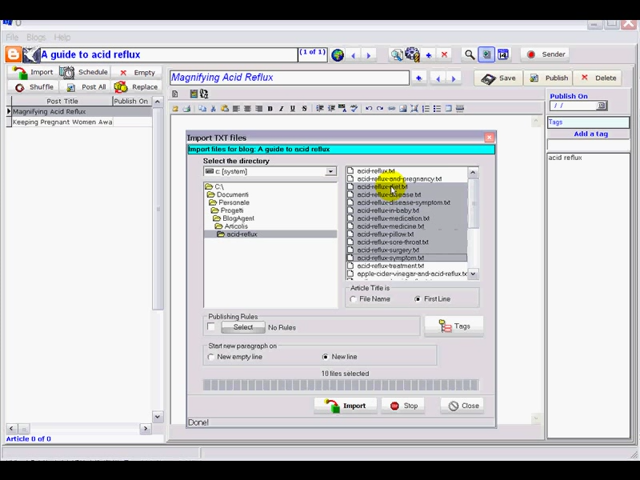 File Blogs Help
A guide to acid reflux (1 of 1) Sender
Import Schedule Empty
Shuffle Post All Replace
Post Title Publish On
Magnifying Acid Reflux
Keeping Pregnant Women Awa
Magnifying Acid Reflux Save Publish Delete
Publish On
/ /
Tags
Add a tag
acid reflux
Import TXT files
Import files for blog: A guide to acid reflux
Select the directory
c: [system]
C:\
Documenti
Personale
Progetti
BlogAgent
Articolis
acid-reflux
acid-reflux.txt
acid-reflux-and-pregnancy.txt
acid-reflux-diet.txt
acid-reflux-disease.txt
acid-reflux-disease-symptom.txt
acid-reflux-in-baby.txt
acid-reflux-medication.txt
acid-reflux-medicine.txt
acid-reflux-pillow.txt
acid-reflux-sore-throat.txt
acid-reflux-surgery.txt
acid-reflux-symptom.txt
acid-reflux-treatment.txt
apple-cider-vinegar-and-acid-reflux.txt
Article Title is
File Name First Line
Publishing Rules
Select No Rules
Tags
Start new paragraph on
New empty line New line
10 files selected
Import Stop Close
Done!
Article 0 of 0